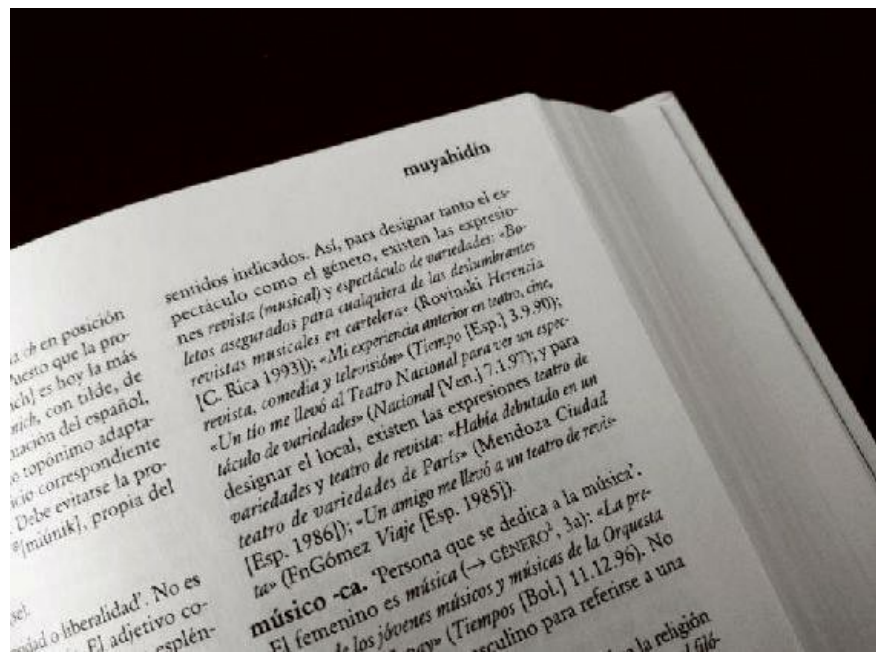 muyahidín
ch en posición
uesto que la pro-
ch] es hoy la más
nich, con tilde, de
nación del español,
topónimo adapta-
cio correspondiente
Debe evitarse la pro-
[miúnik], propia del
o liberalidad'. No es
El adjetivo co-
esplén-
sentidos indicados. Así, para designar tanto el es-
pectáculo como el género, existen las expresio-
nes revista (musical) y espectáculo de variedades: «Bo-
letos asegurados para cualquiera de las deslumbrantes
revistas musicales en cartelera» (Rovinski Herencia
[C. Rica 1993]); «Mi experiencia anterior en teatro, cine,
revista, comedia y televisión» (Tiempo [Esp.] 3.9.90);
«Un tío me llevó al Teatro Nacional para ver un espec-
táculo de variedades» (Nacional [Ven.] 7.1.97); y para
designar el local, existen las expresiones teatro de
variedades y teatro de revista: «Había debutado en un
teatro de variedades de París» (Mendoza Ciudad
[Esp. 1986]); «Un amigo me llevó a un teatro de revis-
ta» (FnGómez Viaje [Esp. 1985]).
músico -ca. 'Persona que se dedica a la música'.
El femenino es música (→ GÉNERO², 3a): «La pre-
de los jóvenes músicos y músicas de la Orquesta
(Tiempos [Bol.] 11.12.96). No
masculino para referirse a una
la religión